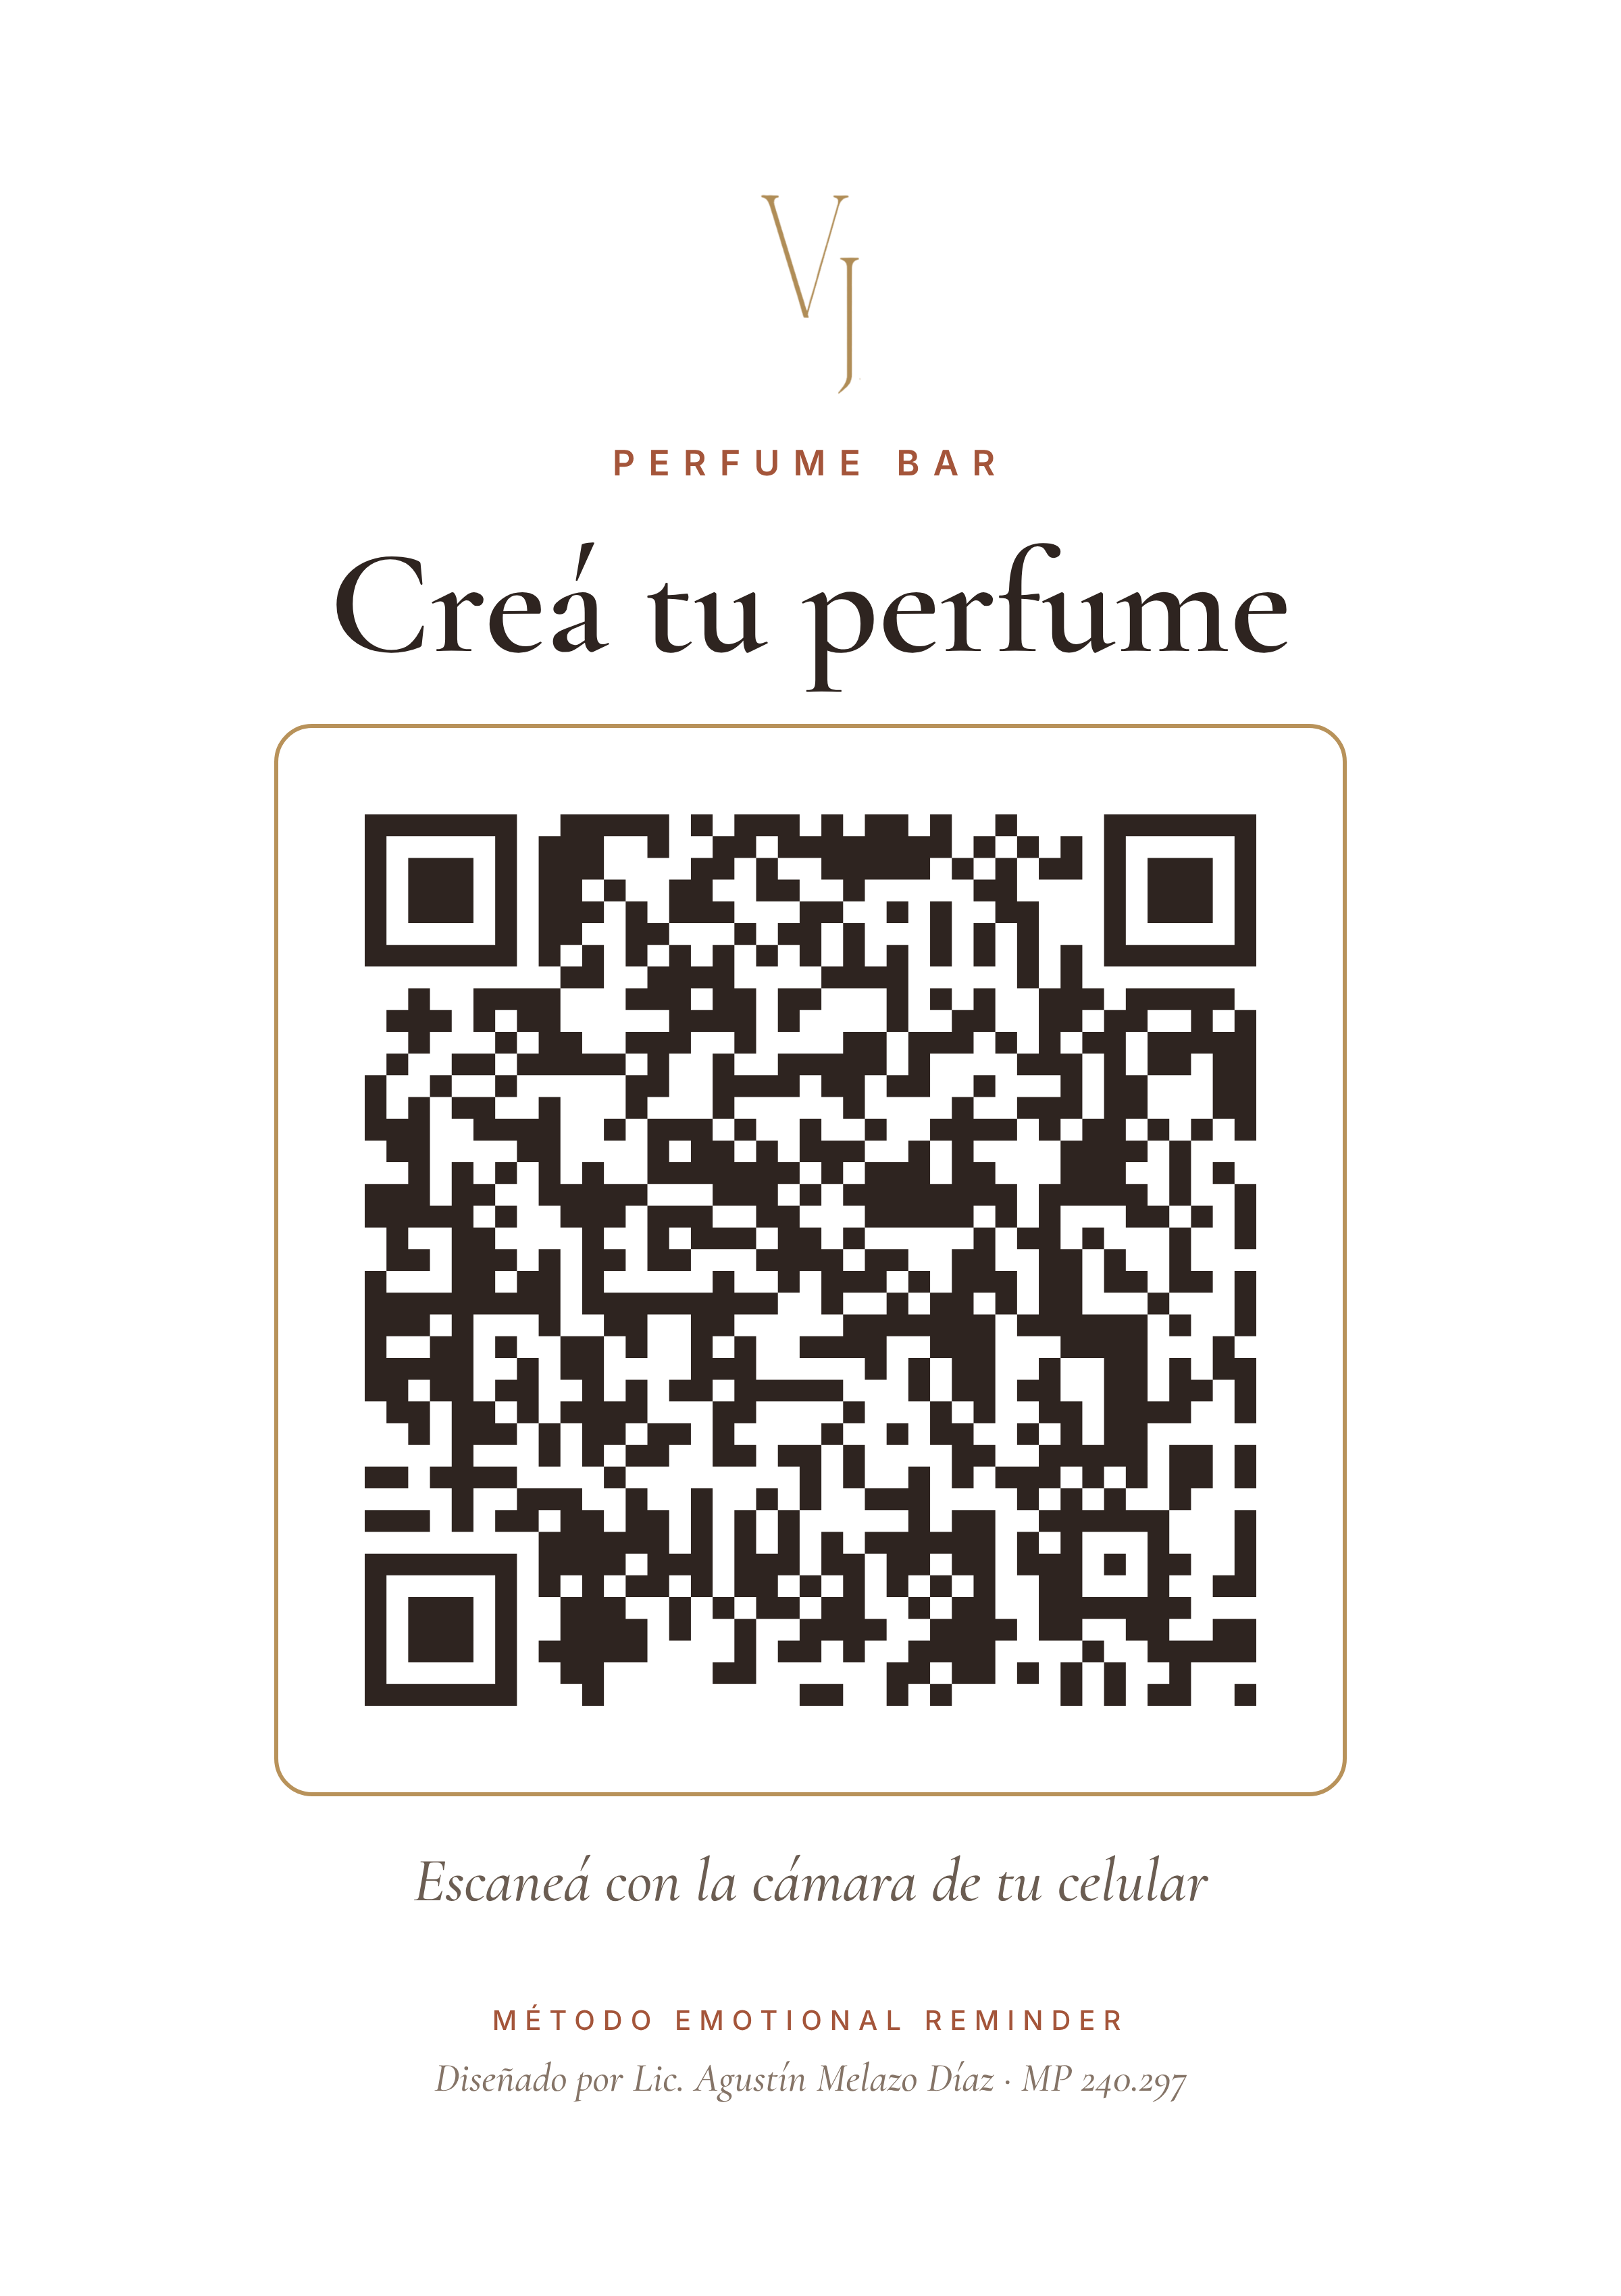 VJ
PERFUME BAR
Creá tu perfume
Escaneá con la cámara de tu celular
MÉTODO EMOTIONAL REMINDER
Diseñado por Lic. Agustín Melazo Díaz · MP 240.297